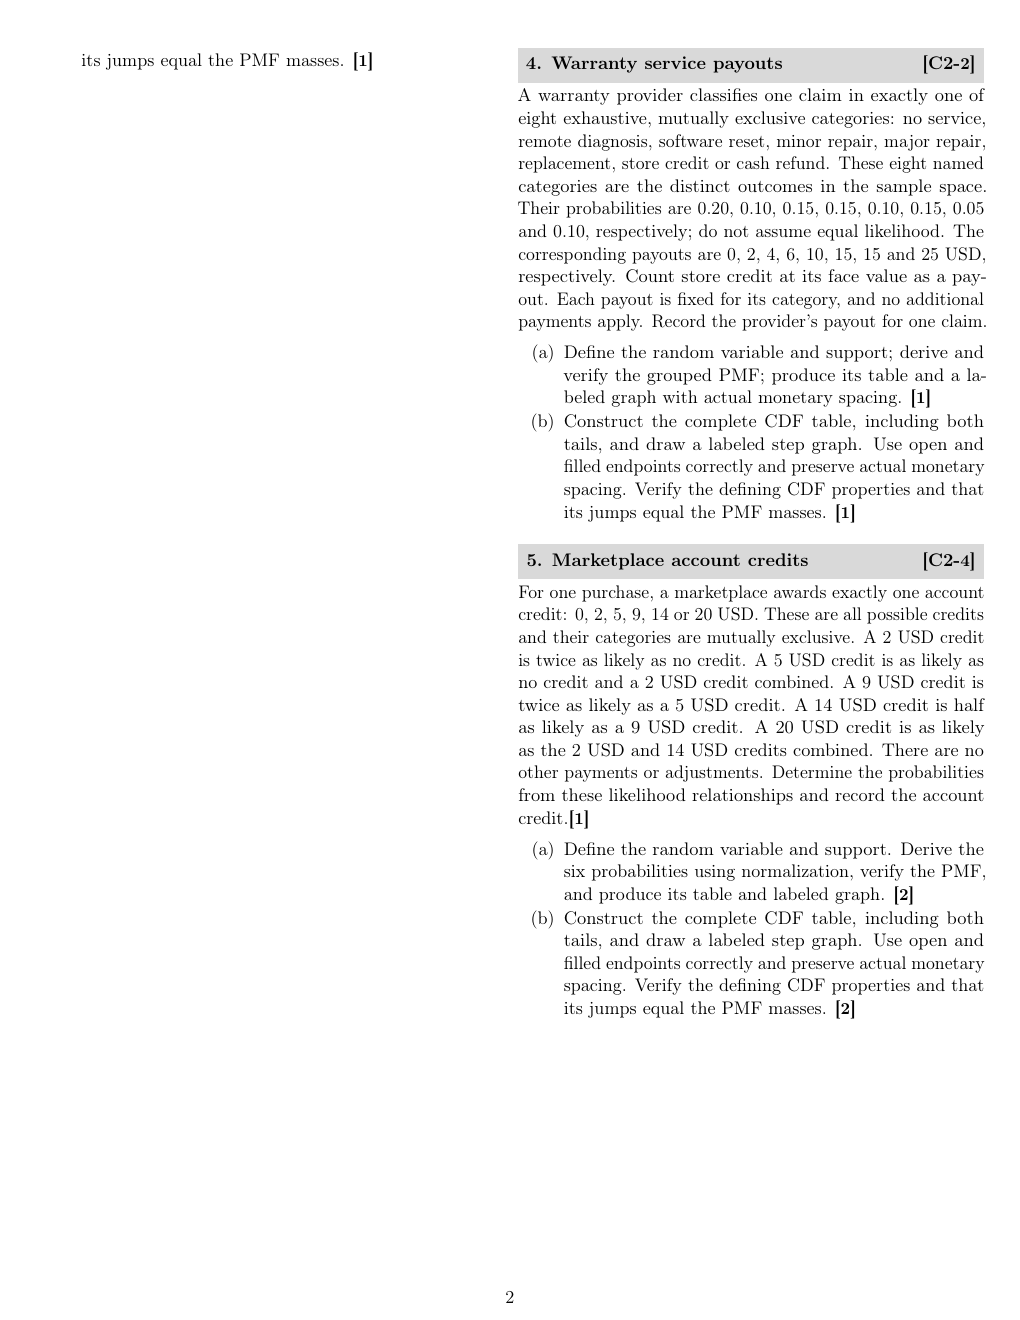 its jumps equal the PMF masses. [1]
4. Warranty service payouts [C2-2]
A warranty provider classifies one claim in exactly one of
eight exhaustive, mutually exclusive categories: no service,
remote diagnosis, software reset, minor repair, major repair,
replacement, store credit or cash refund. These eight named
categories are the distinct outcomes in the sample space.
Their probabilities are 0.20, 0.10, 0.15, 0.15, 0.10, 0.15, 0.05
and 0.10, respectively; do not assume equal likelihood. The
corresponding payouts are 0, 2, 4, 6, 10, 15, 15 and 25 USD,
respectively. Count store credit at its face value as a pay-
out. Each payout is fixed for its category, and no additional
payments apply. Record the provider's payout for one claim.
(a) Define the random variable and support; derive and
verify the grouped PMF; produce its table and a la-
beled graph with actual monetary spacing. [1]
(b) Construct the complete CDF table, including both
tails, and draw a labeled step graph. Use open and
filled endpoints correctly and preserve actual monetary
spacing. Verify the defining CDF properties and that
its jumps equal the PMF masses. [1]
5. Marketplace account credits [C2-4]
For one purchase, a marketplace awards exactly one account
credit: 0, 2, 5, 9, 14 or 20 USD. These are all possible credits
and their categories are mutually exclusive. A 2 USD credit
is twice as likely as no credit. A 5 USD credit is as likely as
no credit and a 2 USD credit combined. A 9 USD credit is
twice as likely as a 5 USD credit. A 14 USD credit is half
as likely as a 9 USD credit. A 20 USD credit is as likely
as the 2 USD and 14 USD credits combined. There are no
other payments or adjustments. Determine the probabilities
from these likelihood relationships and record the account
credit.[1]
(a) Define the random variable and support. Derive the
six probabilities using normalization, verify the PMF,
and produce its table and labeled graph. [2]
(b) Construct the complete CDF table, including both
tails, and draw a labeled step graph. Use open and
filled endpoints correctly and preserve actual monetary
spacing. Verify the defining CDF properties and that
its jumps equal the PMF masses. [2]
2